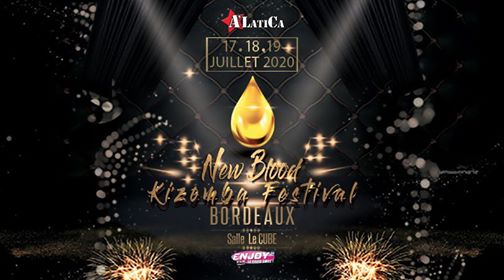 A'LATICA
17.18.19
JUILLET 2020
New Blood
Kizomba Festival
BORDEAUX
Salle Le CUBE
ENJOY